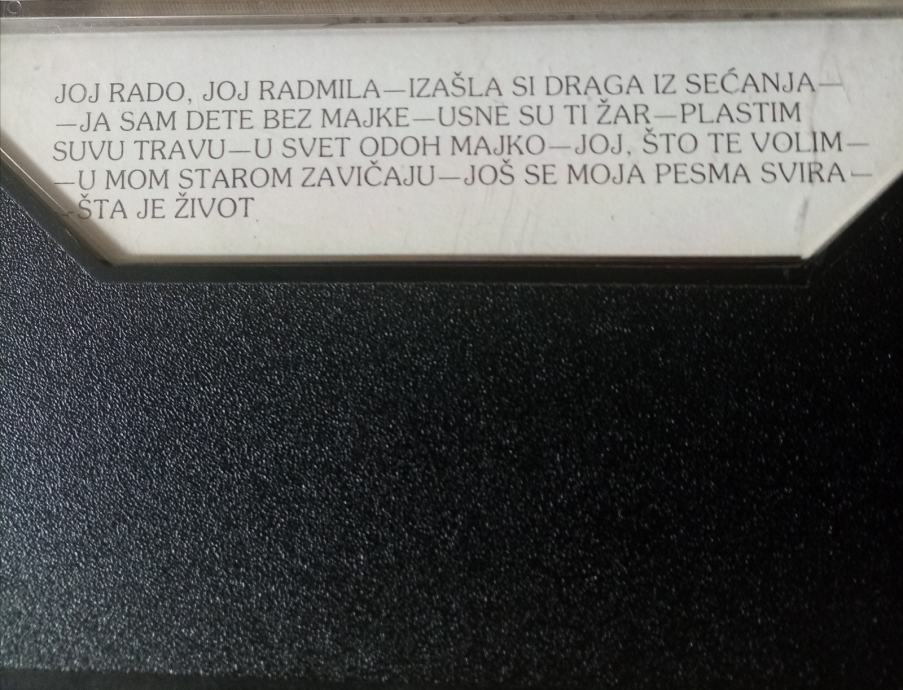 JOJ RADO, JOJ RADMILA—IZAŠLA SI DRAGA IZ SEĆANJA—
—JA SAM DETE BEZ MAJKE—USNE SU TI ŽAR—PLASTIM
SUVU TRAVU—U SVET ODOH MAJKO—JOJ, ŠTO TE VOLIM—
—U MOM STAROM ZAVIČAJU—JOŠ SE MOJA PESMA SVIRA—
—ŠTA JE ŽIVOT